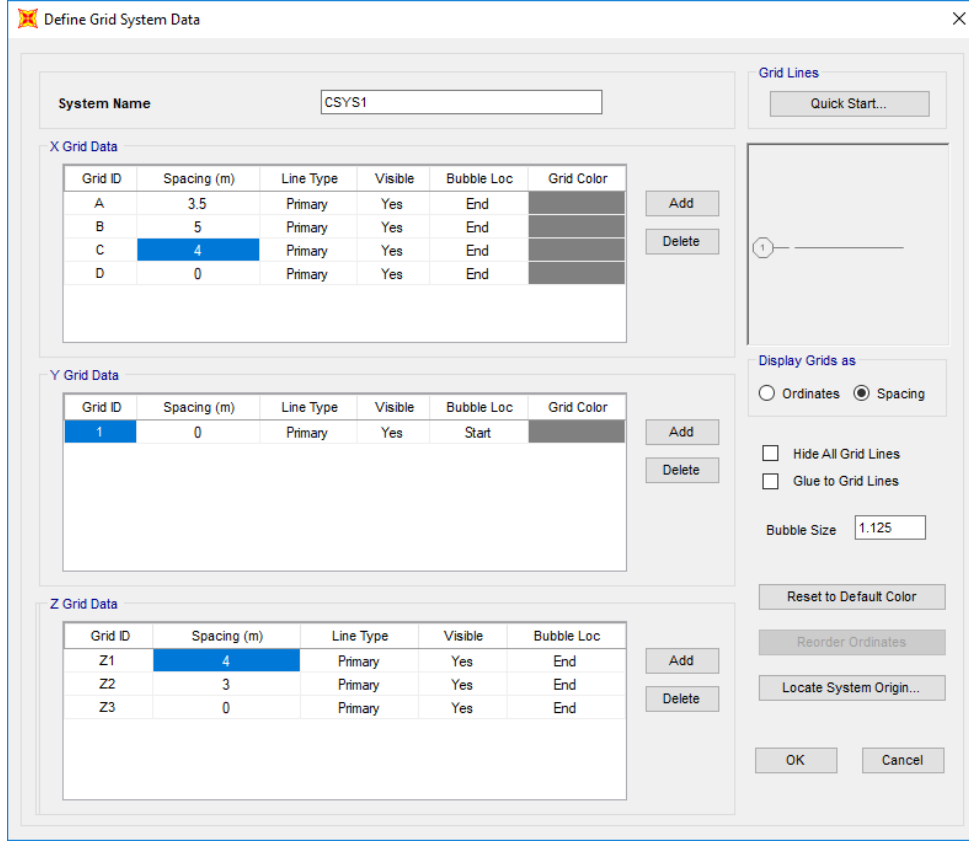 Define Grid System Data
Grid Lines
System Name CSYS1 Quick Start...
X Grid Data
Grid ID Spacing (m) Line Type Visible Bubble Loc Grid Color
A 3.5 Primary Yes End Add
B 5 Primary Yes End
C 4 Primary Yes End Delete
D 0 Primary Yes End
1
Display Grids as
Ordinates Spacing
Y Grid Data
Grid ID Spacing (m) Line Type Visible Bubble Loc Grid Color
1 0 Primary Yes Start Add
Delete
Hide All Grid Lines
Glue to Grid Lines
Bubble Size 1.125
Reset to Default Color
Reorder Ordinates
Locate System Origin...
Z Grid Data
Grid ID Spacing (m) Line Type Visible Bubble Loc
Z1 4 Primary Yes End Add
Z2 3 Primary Yes End
Z3 0 Primary Yes End Delete
OK Cancel